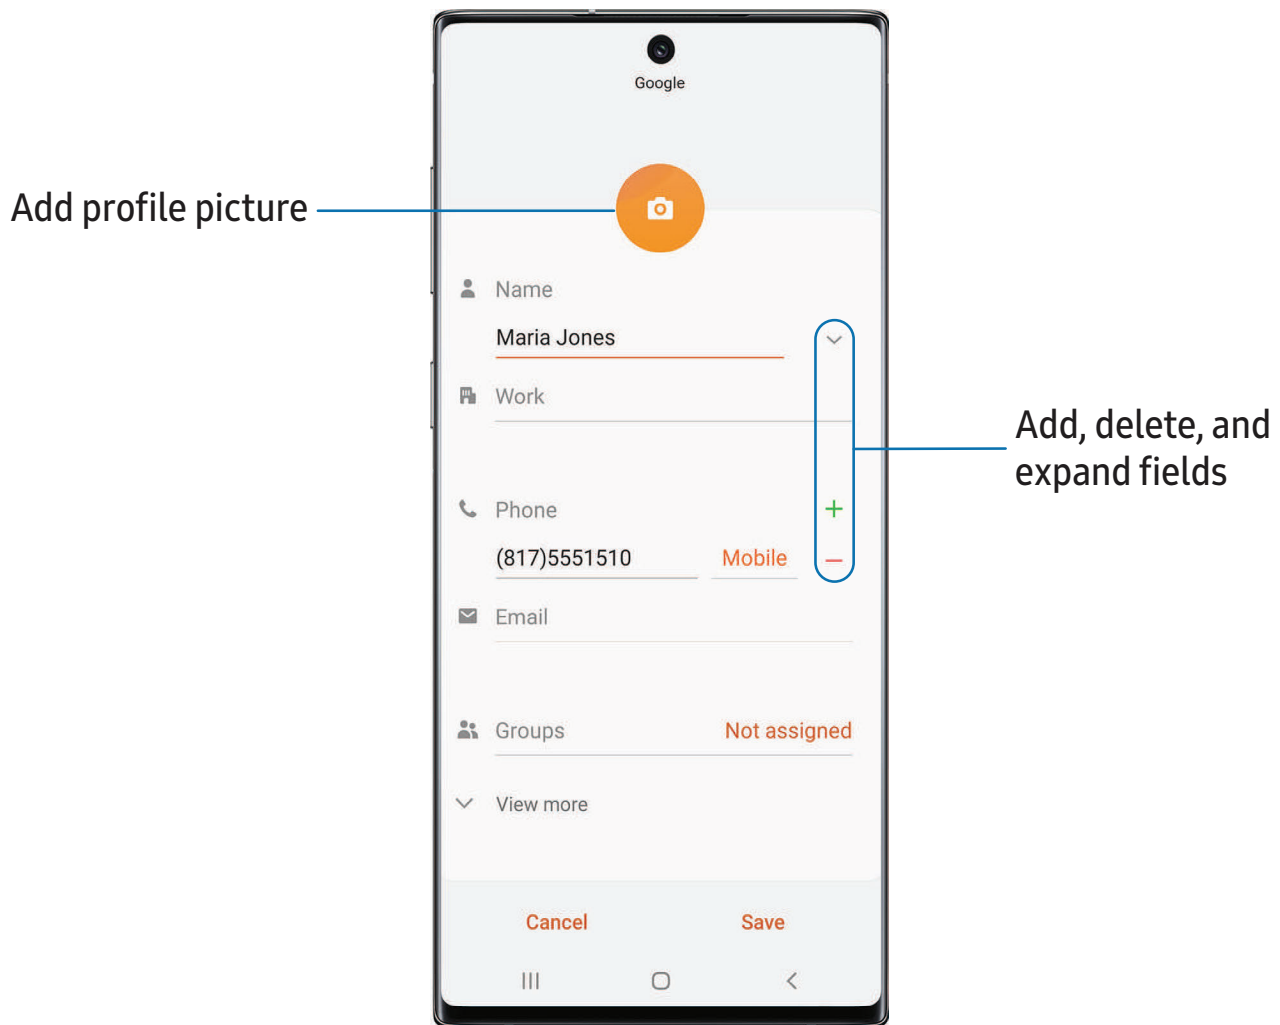 Google
Add profile picture
Name
Maria Jones
Work
Add, delete, and
expand fields
Phone
(817)5551510 Mobile
Email
Groups Not assigned
View more
Cancel Save